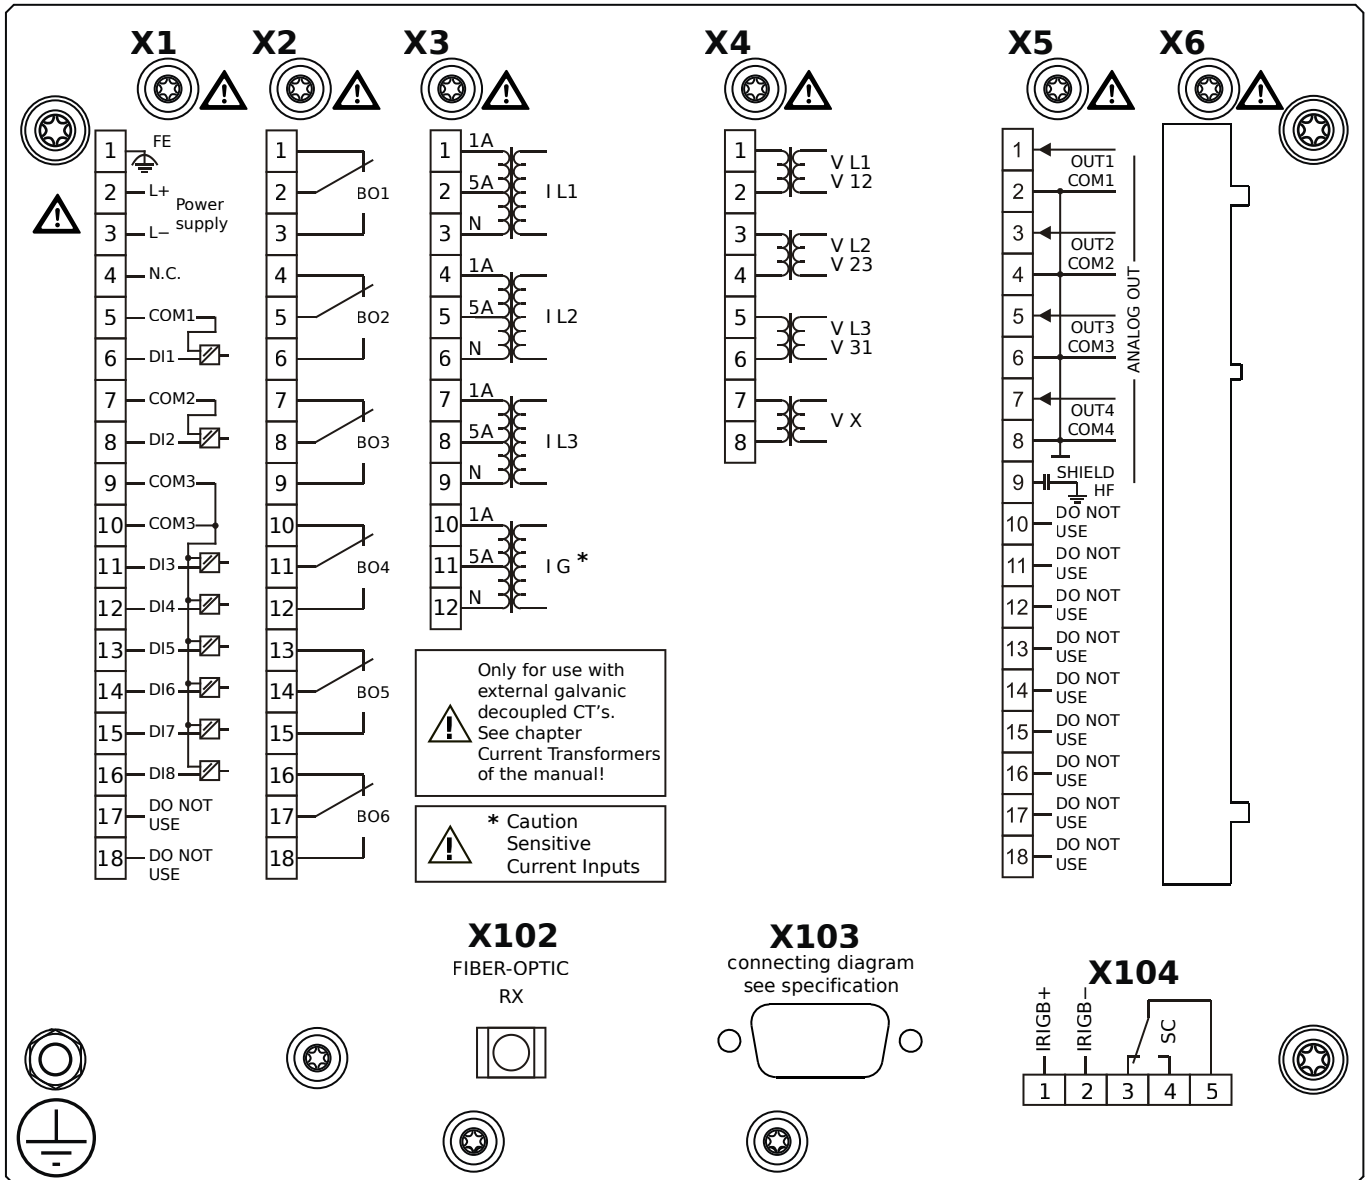 X1
X2
X3
X4
X5
X6
1 FE
2 L+
Power
supply
3 L−
4 N.C.
5 COM1
6 DI1
7 COM2
8 DI2
9 COM3
10 COM3
11 DI3
12 DI4
13 DI5
14 DI6
15 DI7
16 DI8
17 DO NOT
USE
18 DO NOT
USE
1
2 BO1
3
4
5 BO2
6
7
8 BO3
9
10
11 BO4
12
13
14 BO5
15
16
17 BO6
18
1 1A
2 5A I L1
3 N
4 1A
5 5A I L2
6 N
7 1A
8 5A I L3
9 N
10 1A
11 5A I G *
12 N
Only for use with
external galvanic
decoupled CT's.
See chapter
Current Transformers
of the manual!
* Caution
Sensitive
Current Inputs
1 V L1
2 V 12
3 V L2
4 V 23
5 V L3
6 V 31
7 V X
8
1 OUT1
2 COM1
3 OUT2
4 COM2
5 OUT3
6 COM3
7 OUT4
8 COM4
ANALOG OUT
9 SHIELD
HF
10 DO NOT
USE
11 DO NOT
USE
12 DO NOT
USE
13 DO NOT
USE
14 DO NOT
USE
15 DO NOT
USE
16 DO NOT
USE
17 DO NOT
USE
18 DO NOT
USE
X102
FIBER-OPTIC
RX
X103
connecting diagram
see specification
X104
IRIGB+
IRIGB−
SC
1 2 3 4 5